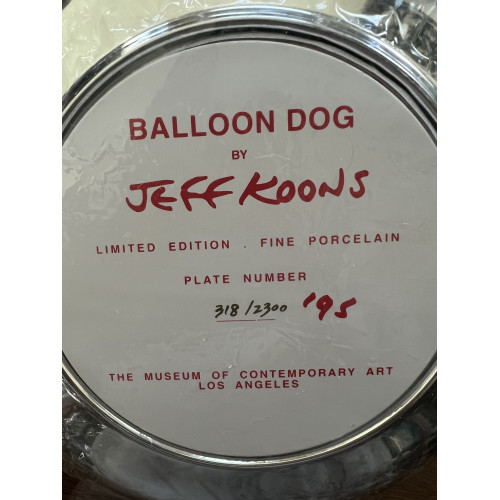 BALLOON DOG
BY
JEFF KOONS
LIMITED EDITION . FINE PORCELAIN
PLATE NUMBER
318/2300 '95
THE MUSEUM OF CONTEMPORARY ART
LOS ANGELES